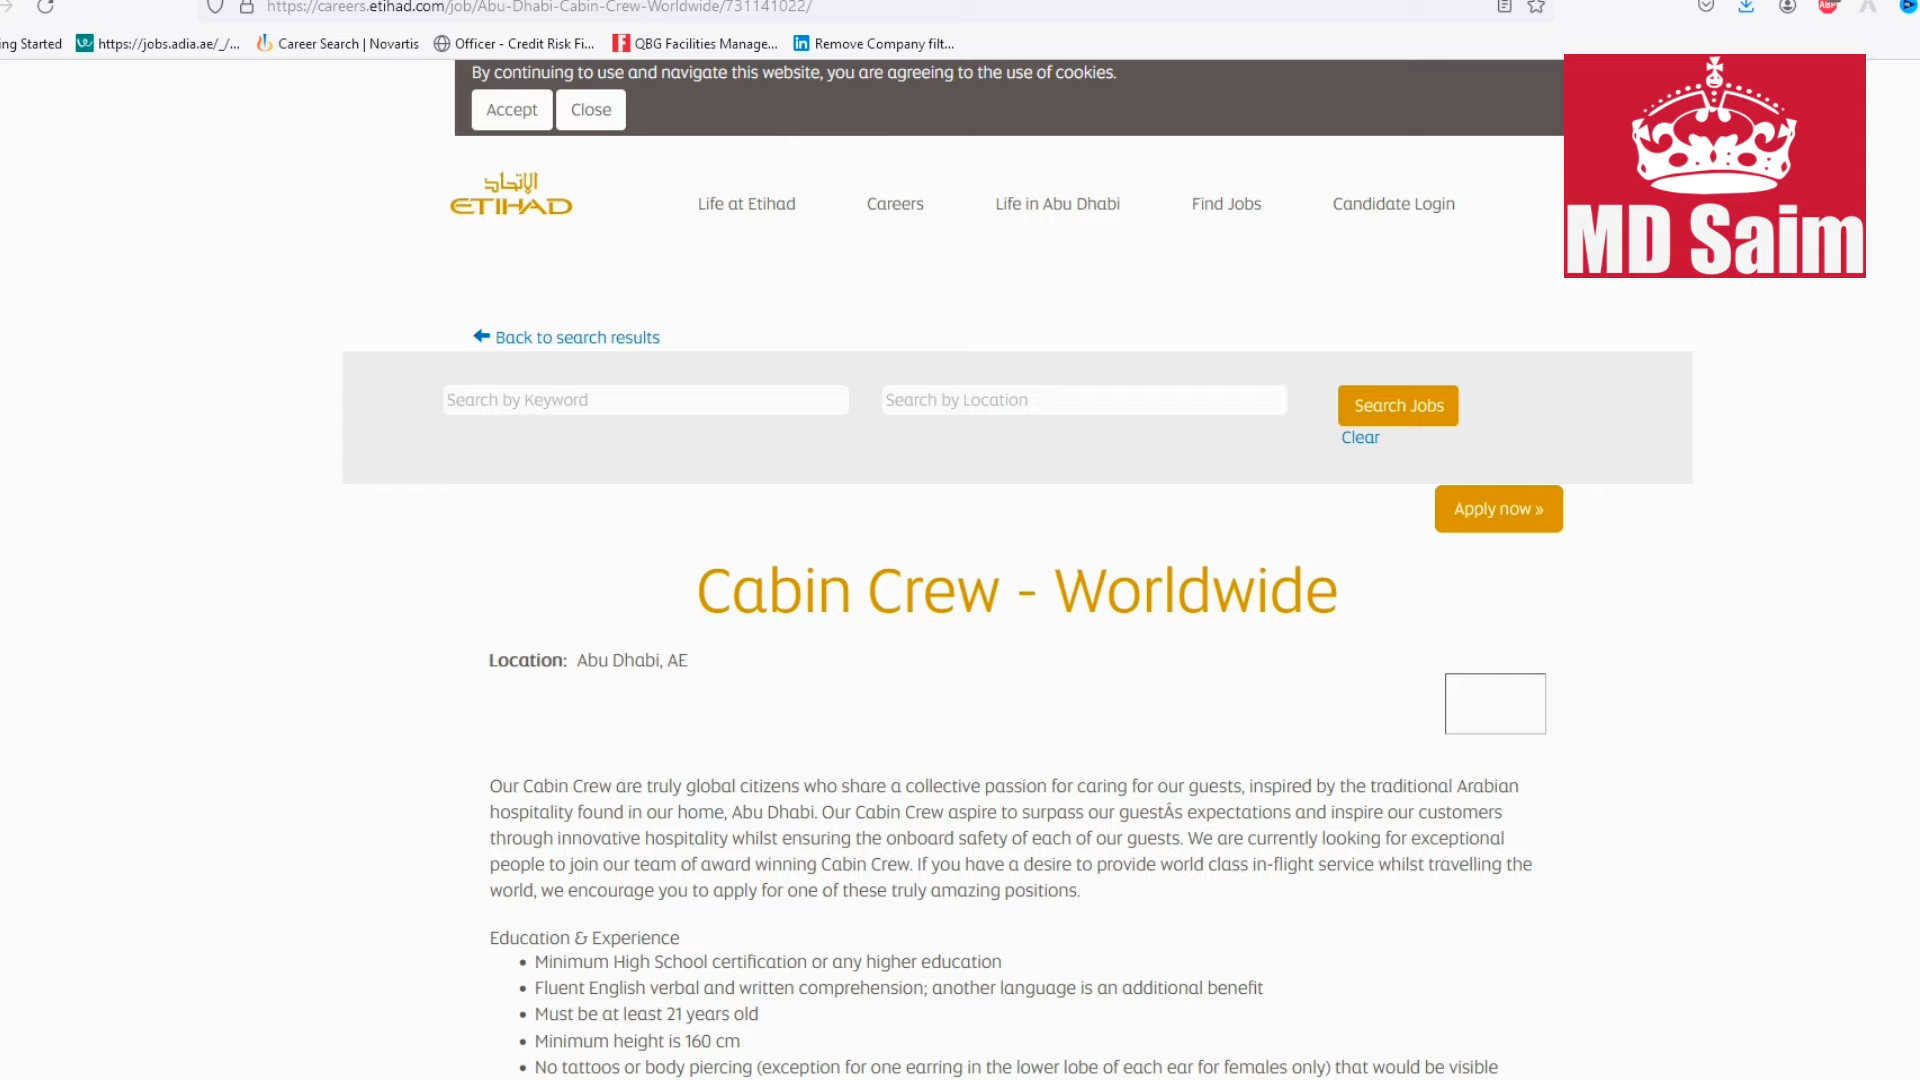 https://careers.etihad.com/job/Abu-Dhabi-Cabin-Crew-Worldwide/731141022/
ing Started https://jobs.adia.ae/_/... Career Search | Novartis Officer - Credit Risk Fi... QBG Facilities Manage... Remove Company filt...
By continuing to use and navigate this website, you are agreeing to the use of cookies.
Accept Close
الإتحاد
ETIHAD
Life at Etihad Careers Life in Abu Dhabi Find Jobs Candidate Login
MD Saim
Back to search results
Search by Keyword Search by Location Search Jobs
Clear
Apply now »
Cabin Crew - Worldwide
Location: Abu Dhabi, AE
Our Cabin Crew are truly global citizens who share a collective passion for caring for our guests, inspired by the traditional Arabian
hospitality found in our home, Abu Dhabi. Our Cabin Crew aspire to surpass our guestÂs expectations and inspire our customers
through innovative hospitality whilst ensuring the onboard safety of each of our guests. We are currently looking for exceptional
people to join our team of award winning Cabin Crew. If you have a desire to provide world class in-flight service whilst travelling the
world, we encourage you to apply for one of these truly amazing positions.
Education & Experience
• Minimum High School certification or any higher education
• Fluent English verbal and written comprehension; another language is an additional benefit
• Must be at least 21 years old
• Minimum height is 160 cm
• No tattoos or body piercing (exception for one earring in the lower lobe of each ear for females only) that would be visible